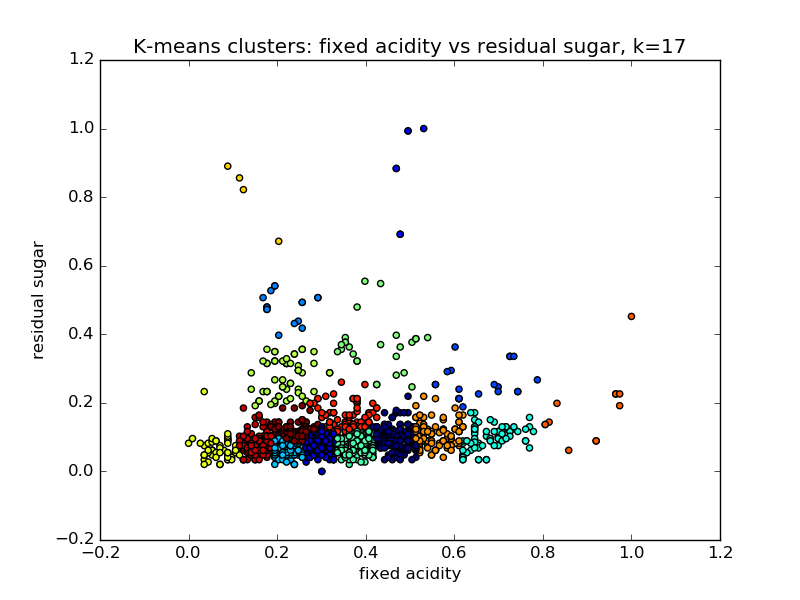 K-means clusters: fixed acidity vs residual sugar, k=17
1.2
1.0
0.8
0.6
0.4
0.2
0.0
−0.2
residual sugar
−0.2 0.0 0.2 0.4 0.6 0.8 1.0 1.2
fixed acidity